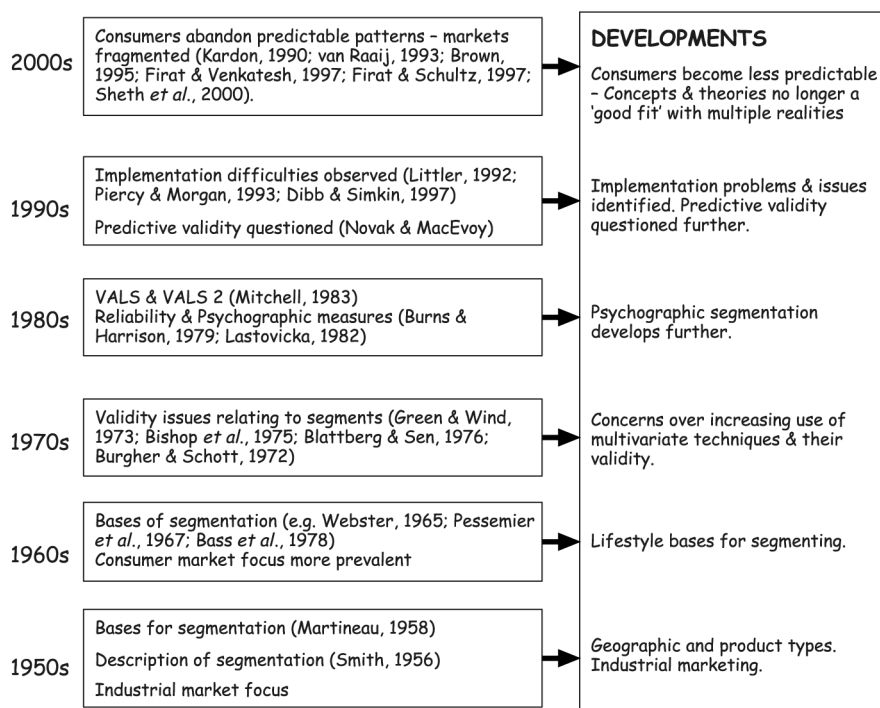 2000s
Consumers abandon predictable patterns – markets
fragmented (Kardon, 1990; van Raaij, 1993; Brown,
1995; Firat & Venkatesh, 1997; Firat & Schultz, 1997;
Sheth et al., 2000).
DEVELOPMENTS
Consumers become less predictable
– Concepts & theories no longer a
‘good fit’ with multiple realities
1990s
Implementation difficulties observed (Littler, 1992;
Piercy & Morgan, 1993; Dibb & Simkin, 1997)
Predictive validity questioned (Novak & MacEvoy)
Implementation problems & issues
identified. Predictive validity
questioned further.
1980s
VALS & VALS 2 (Mitchell, 1983)
Reliability & Psychographic measures (Burns &
Harrison, 1979; Lastovicka, 1982)
Psychographic segmentation
develops further.
1970s
Validity issues relating to segments (Green & Wind,
1973; Bishop et al., 1975; Blattberg & Sen, 1976;
Burgher & Schott, 1972)
Concerns over increasing use of
multivariate techniques & their
validity.
1960s
Bases of segmentation (e.g. Webster, 1965; Pessemier
et al., 1967; Bass et al., 1978)
Consumer market focus more prevalent
Lifestyle bases for segmenting.
1950s
Bases for segmentation (Martineau, 1958)
Description of segmentation (Smith, 1956)
Industrial market focus
Geographic and product types.
Industrial marketing.